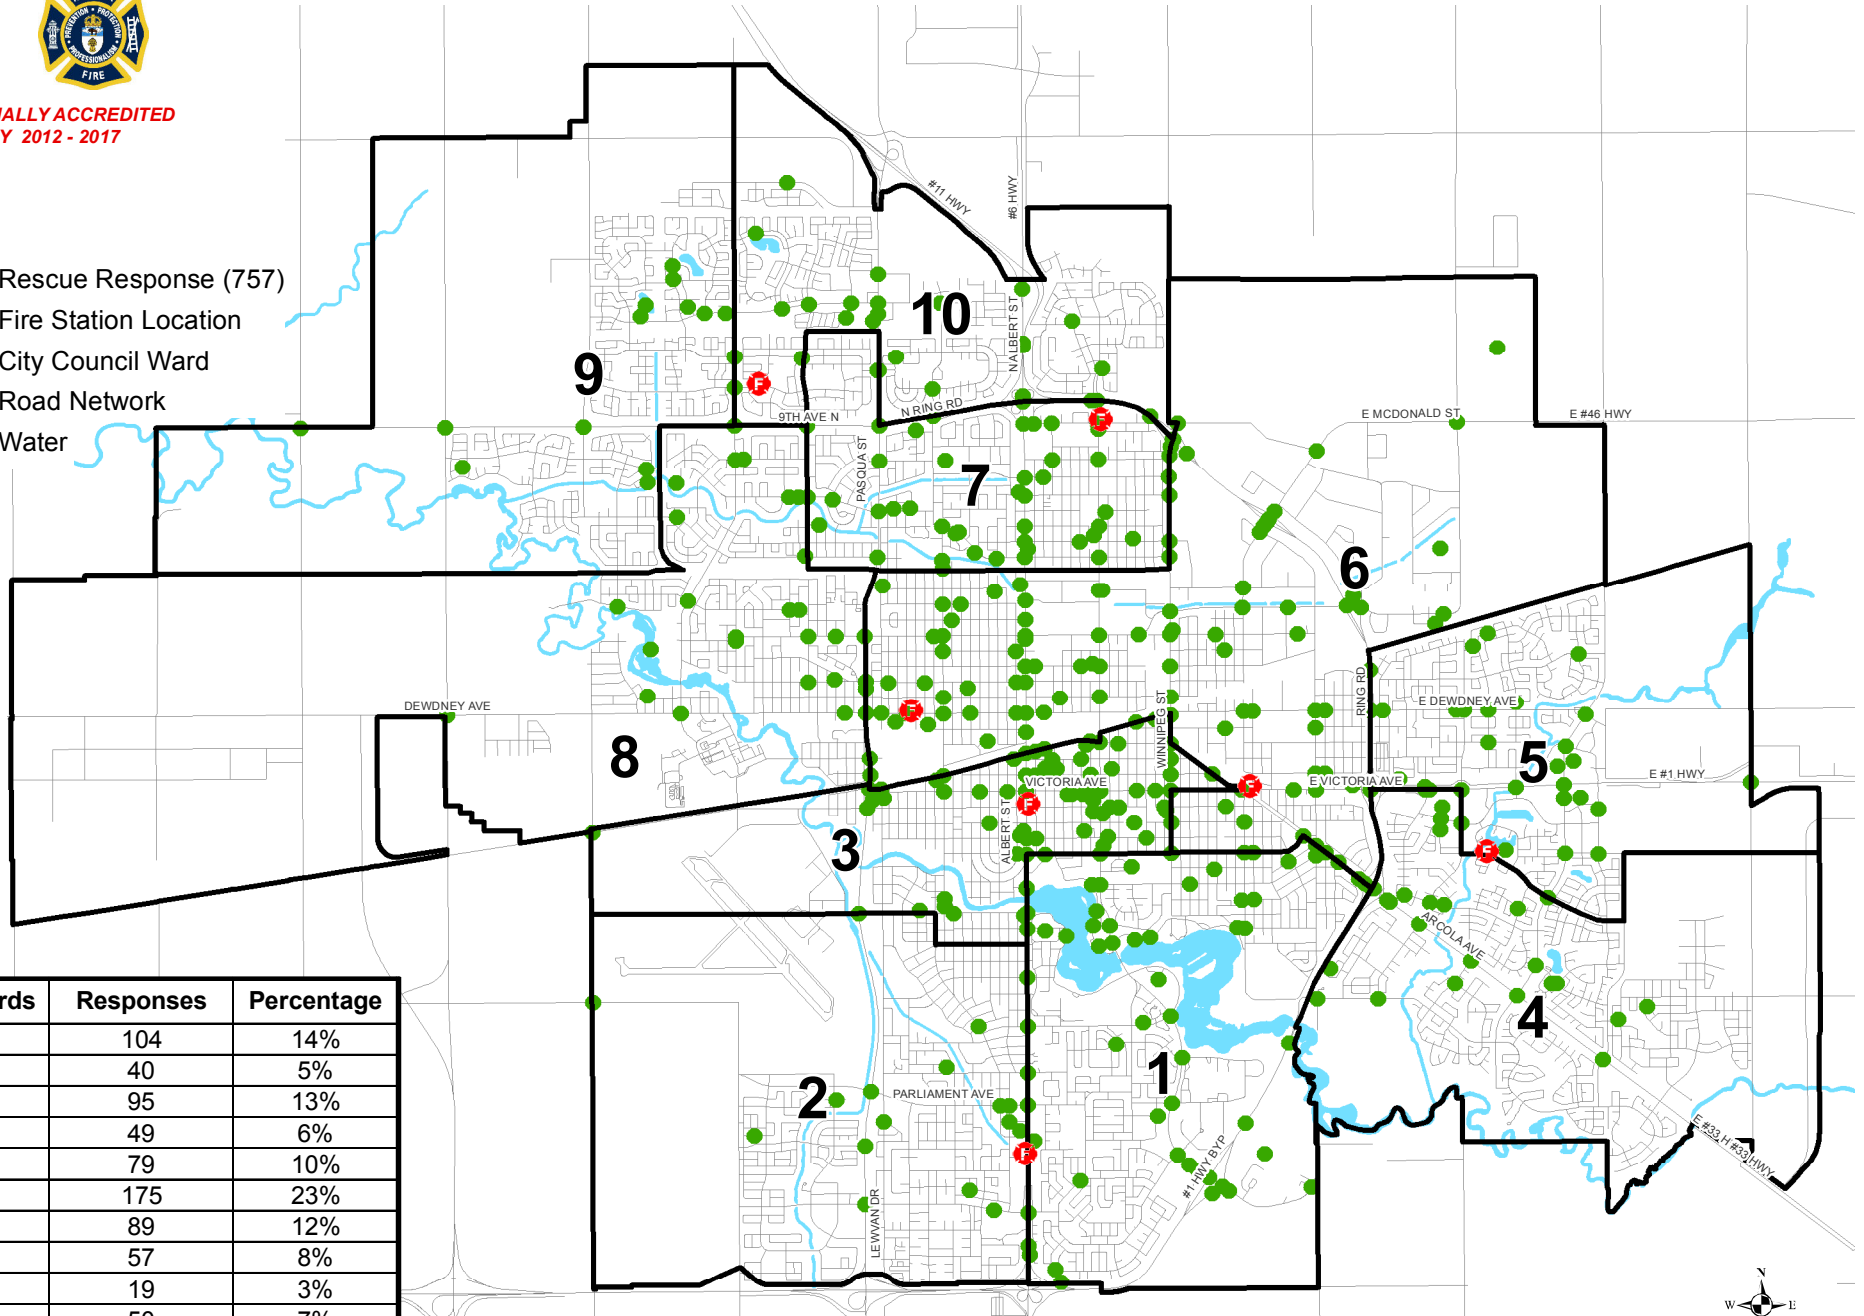 PREVENTION • PROTECTION
PROFESSIONALISM
FIRE
IALLY ACCREDITED
Y 2012 - 2017
Rescue Response (757)
Fire Station Location
City Council Ward
Road Network
Water
#11 HWY
#6 HWY
10
N ALBERT ST
9
9TH AVE N
N RING RD
E MCDONALD ST
E #46 HWY
PASQUA ST
7
6
DEWDNEY AVE
WINNIPEG ST
RING RD
E DEWDNEY AVE
8
5
VICTORIA AVE
E VICTORIA AVE
E #1 HWY
ALBERT ST
3
ARCOLA AVE
4
1
2
PARLIAMENT AVE
LEWVAN DR
#1 HWY BYP
E #33 H
#33 HWY
rds Responses Percentage
104 14%
40 5%
95 13%
49 6%
79 10%
175 23%
89 12%
57 8%
19 3%
N
W E